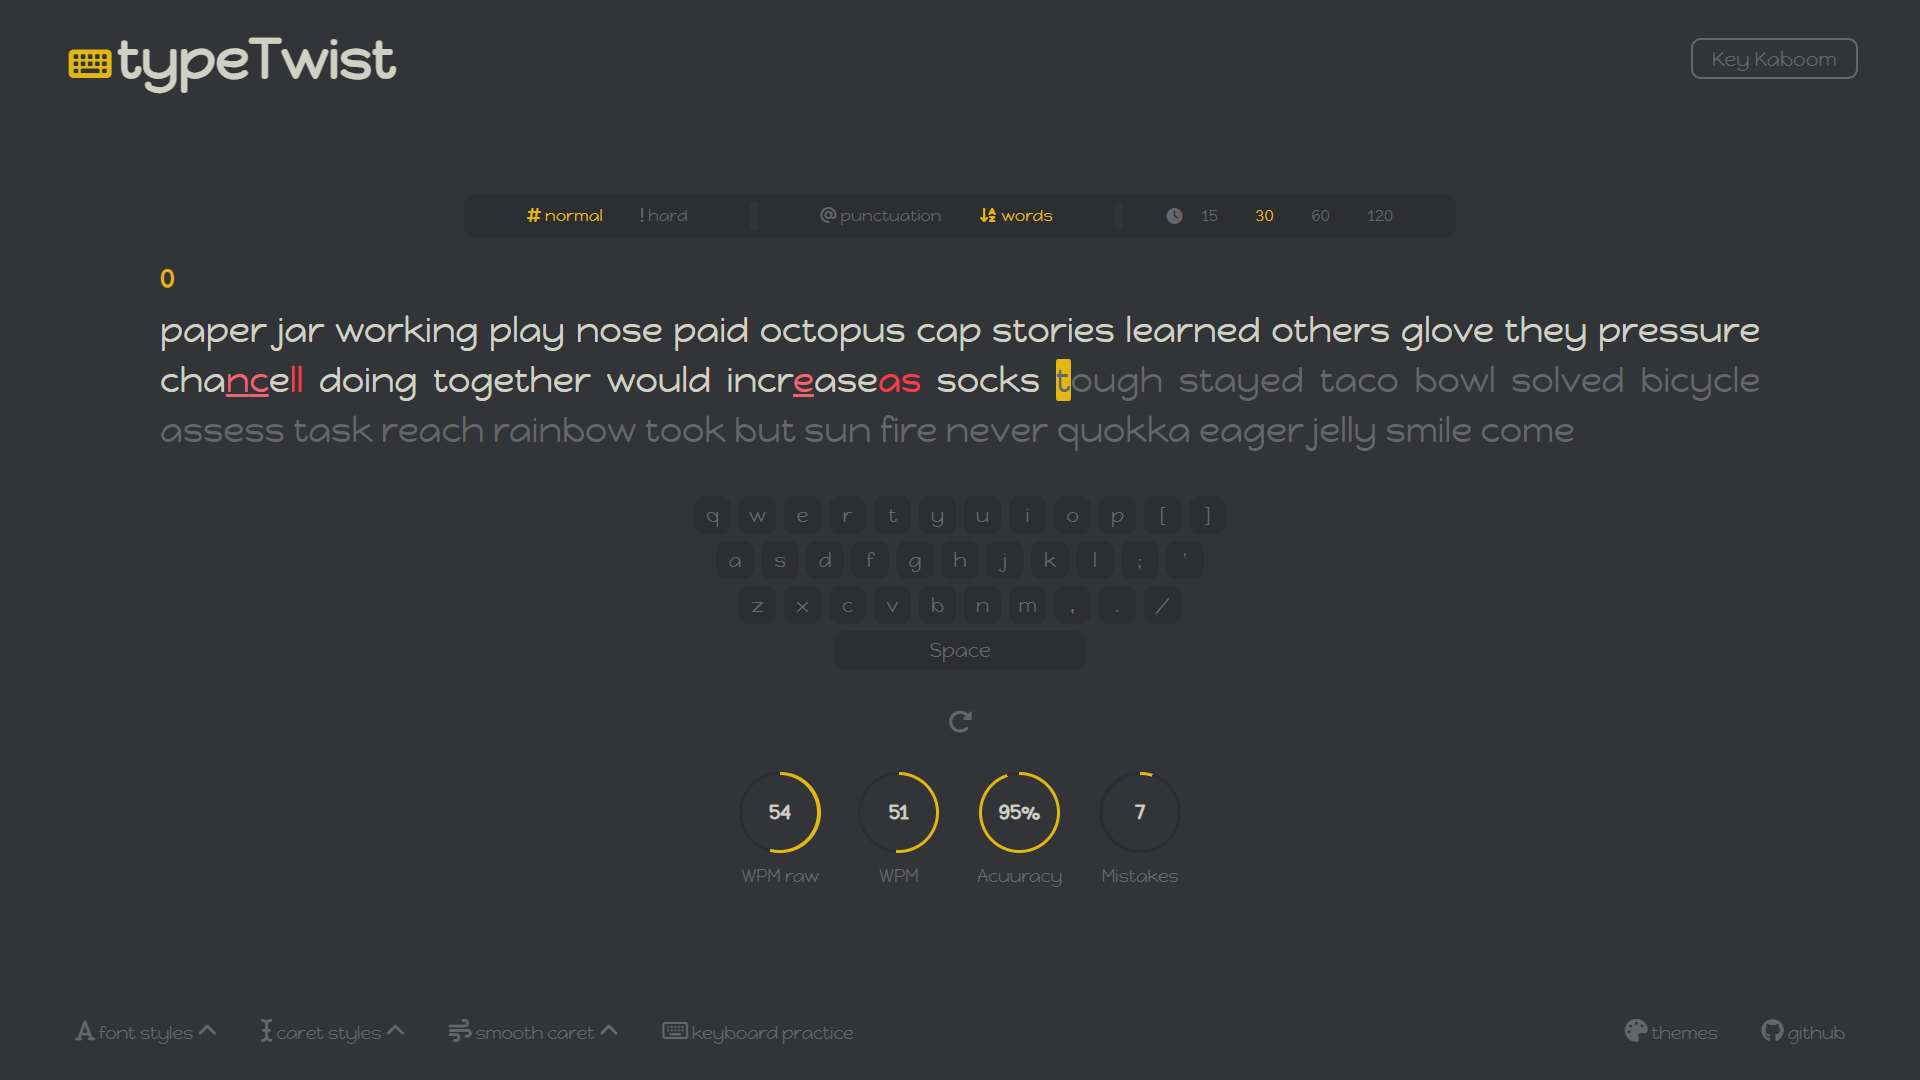 typeTwist
Key Kaboom
# normal ! hard @ punctuation words 15 30 60 120
0
paper jar working play nose paid octopus cap stories learned others glove they pressure
chancell doing together would increaseas socks tough stayed taco bowl solved bicycle
assess task reach rainbow took but sun fire never quokka eager jelly smile come
q w e r t y u i o p [ ]
a s d f g h j k l ; '
z x c v b n m , . /
Space
54 51 95% 7
WPM raw WPM Acuuracy Mistakes
font styles caret styles smooth caret keyboard practice themes github